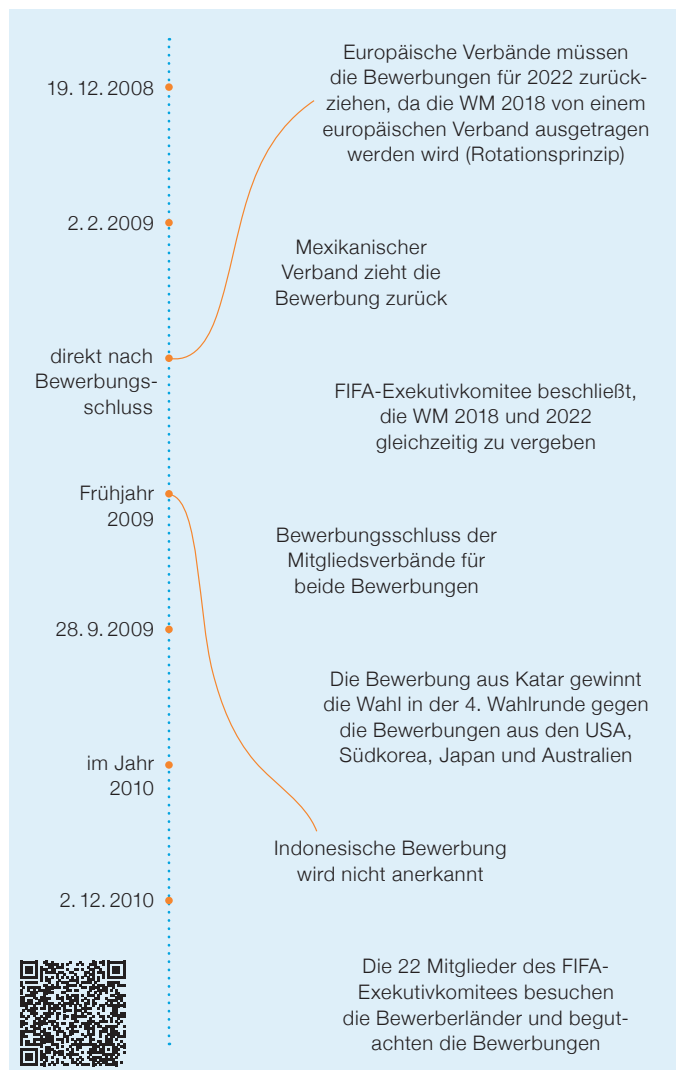 19. 12. 2008
Europäische Verbände müssen
die Bewerbungen für 2022 zurück-
ziehen, da die WM 2018 von einem
europäischen Verband ausgetragen
werden wird (Rotationsprinzip)
2. 2. 2009
Mexikanischer
Verband zieht die
Bewerbung zurück
direkt nach
Bewerbungs-
schluss
FIFA-Exekutivkomitee beschließt,
die WM 2018 und 2022
gleichzeitig zu vergeben
Frühjahr
2009
Bewerbungsschluss der
Mitgliedsverbände für
beide Bewerbungen
28. 9. 2009
Die Bewerbung aus Katar gewinnt
die Wahl in der 4. Wahlrunde gegen
die Bewerbungen aus den USA,
Südkorea, Japan und Australien
im Jahr
2010
Indonesische Bewerbung
wird nicht anerkannt
2. 12. 2010
Die 22 Mitglieder des FIFA-
Exekutivkomitees besuchen
die Bewerberländer und begut-
achten die Bewerbungen